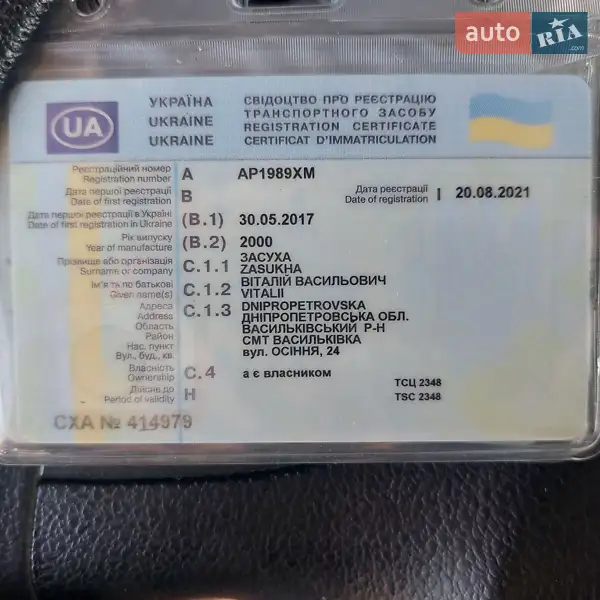 auto RIA .com
UA
УКРАЇНА
UKRAINE
UKRAINE
СВІДОЦТВО ПРО РЕЄСТРАЦІЮ
ТРАНСПОРТНОГО ЗАСОБУ
REGISTRATION CERTIFICATE
CERTIFICAT D'IMMATRICULATION
Реєстраційний номер
Registration number
A AP1989XM
Дата першої реєстрації
Date of first registration
B
Дата реєстрації
Date of registration
I 20.08.2021
Дата першої реєстрації в Україні
Date of first registration in Ukraine
(B.1) 30.05.2017
Рік випуску
Year of manufacture
(B.2) 2000
Прізвище або організація
Surname or company
C.1.1 ЗАСУХА
ZASUKHA
Ім'я та по батькові
Given name(s)
C.1.2 ВІТАЛІЙ ВАСИЛЬОВИЧ
VITALII
Адреса
Address
Область
Район
Нас. пункт
Вул., буд., кв.
C.1.3 DNIPROPETROVSKA
ДНІПРОПЕТРОВСЬКА ОБЛ.
ВАСИЛЬКІВСЬКИЙ Р-Н
СМТ ВАСИЛЬКІВКА
вул. ОСІННЯ, 24
Власність
Ownership
C.4 а є власником
Дійсне до
Period of validity
H
ТСЦ 2348
TSC 2348
СХА № 414979